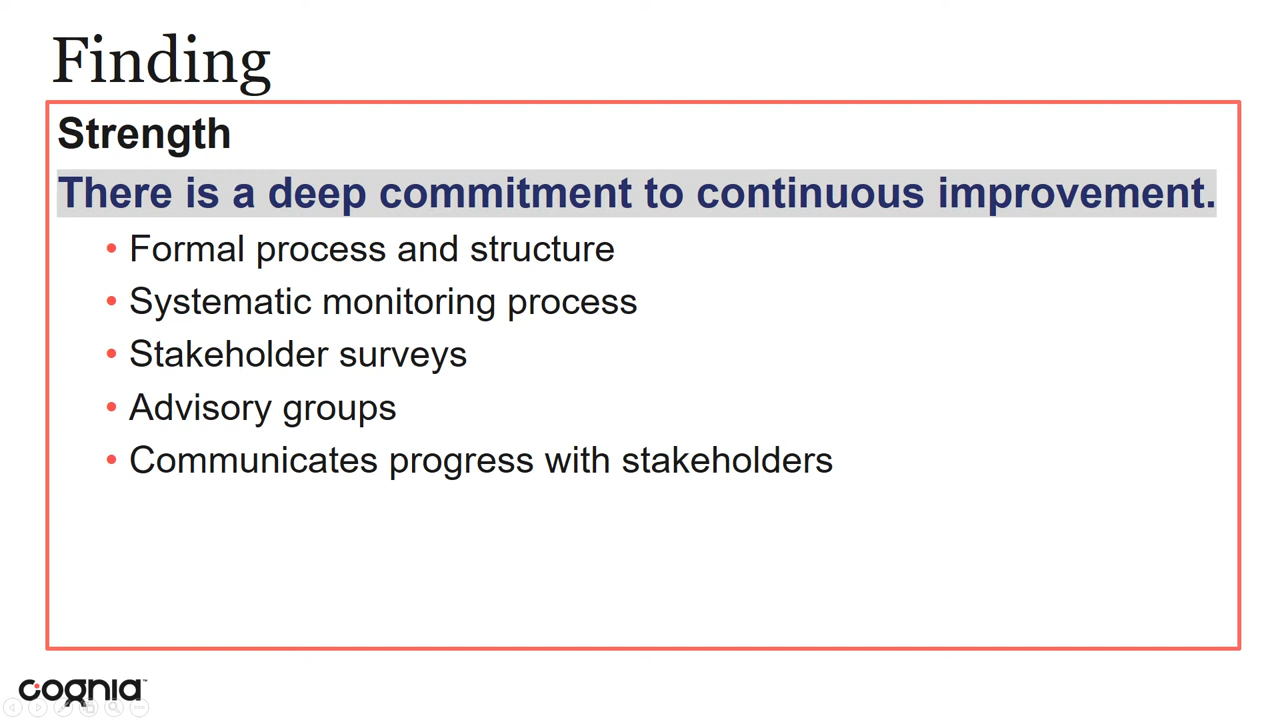 Finding
Strength
There is a deep commitment to continuous improvement.
• Formal process and structure
• Systematic monitoring process
• Stakeholder surveys
• Advisory groups
• Communicates progress with stakeholders
cognia™